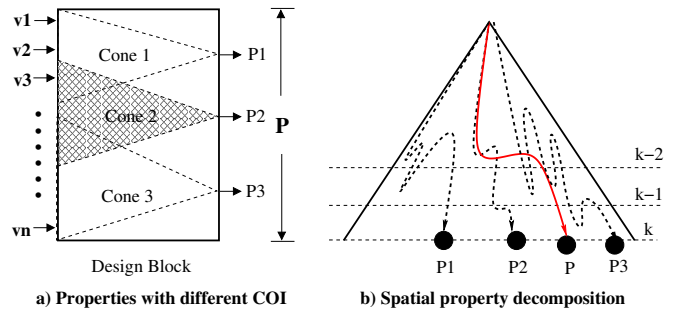 v1
v2
v3
vn
Cone 1
Cone 2
Cone 3
P1
P2
P3
P
Design Block
a) Properties with different COI
k−2
k−1
k
P1 P2 P P3
b) Spatial property decomposition